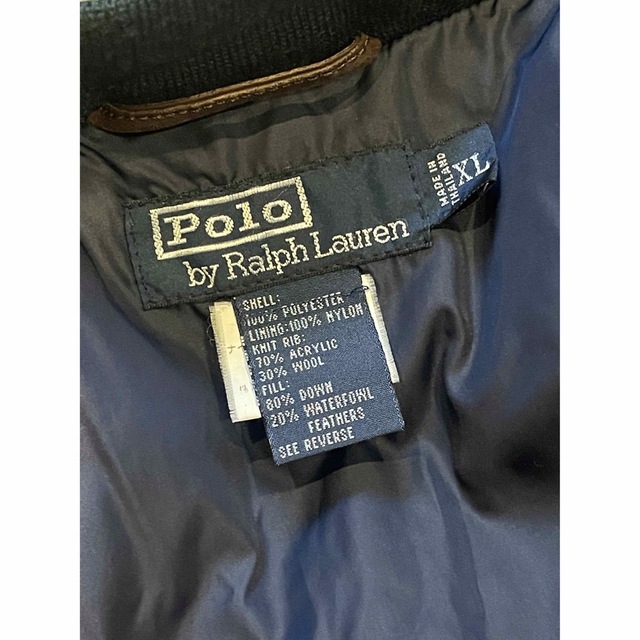 Polo
by Ralph Lauren
MADE IN
THAILAND
XL
SHELL:
100% POLYESTER
LINING:100% NYLON
KNIT RIB:
70% ACRYLIC
30% WOOL
FILL:
80% DOWN
20% WATERFOWL
FEATHERS
SEE REVERSE